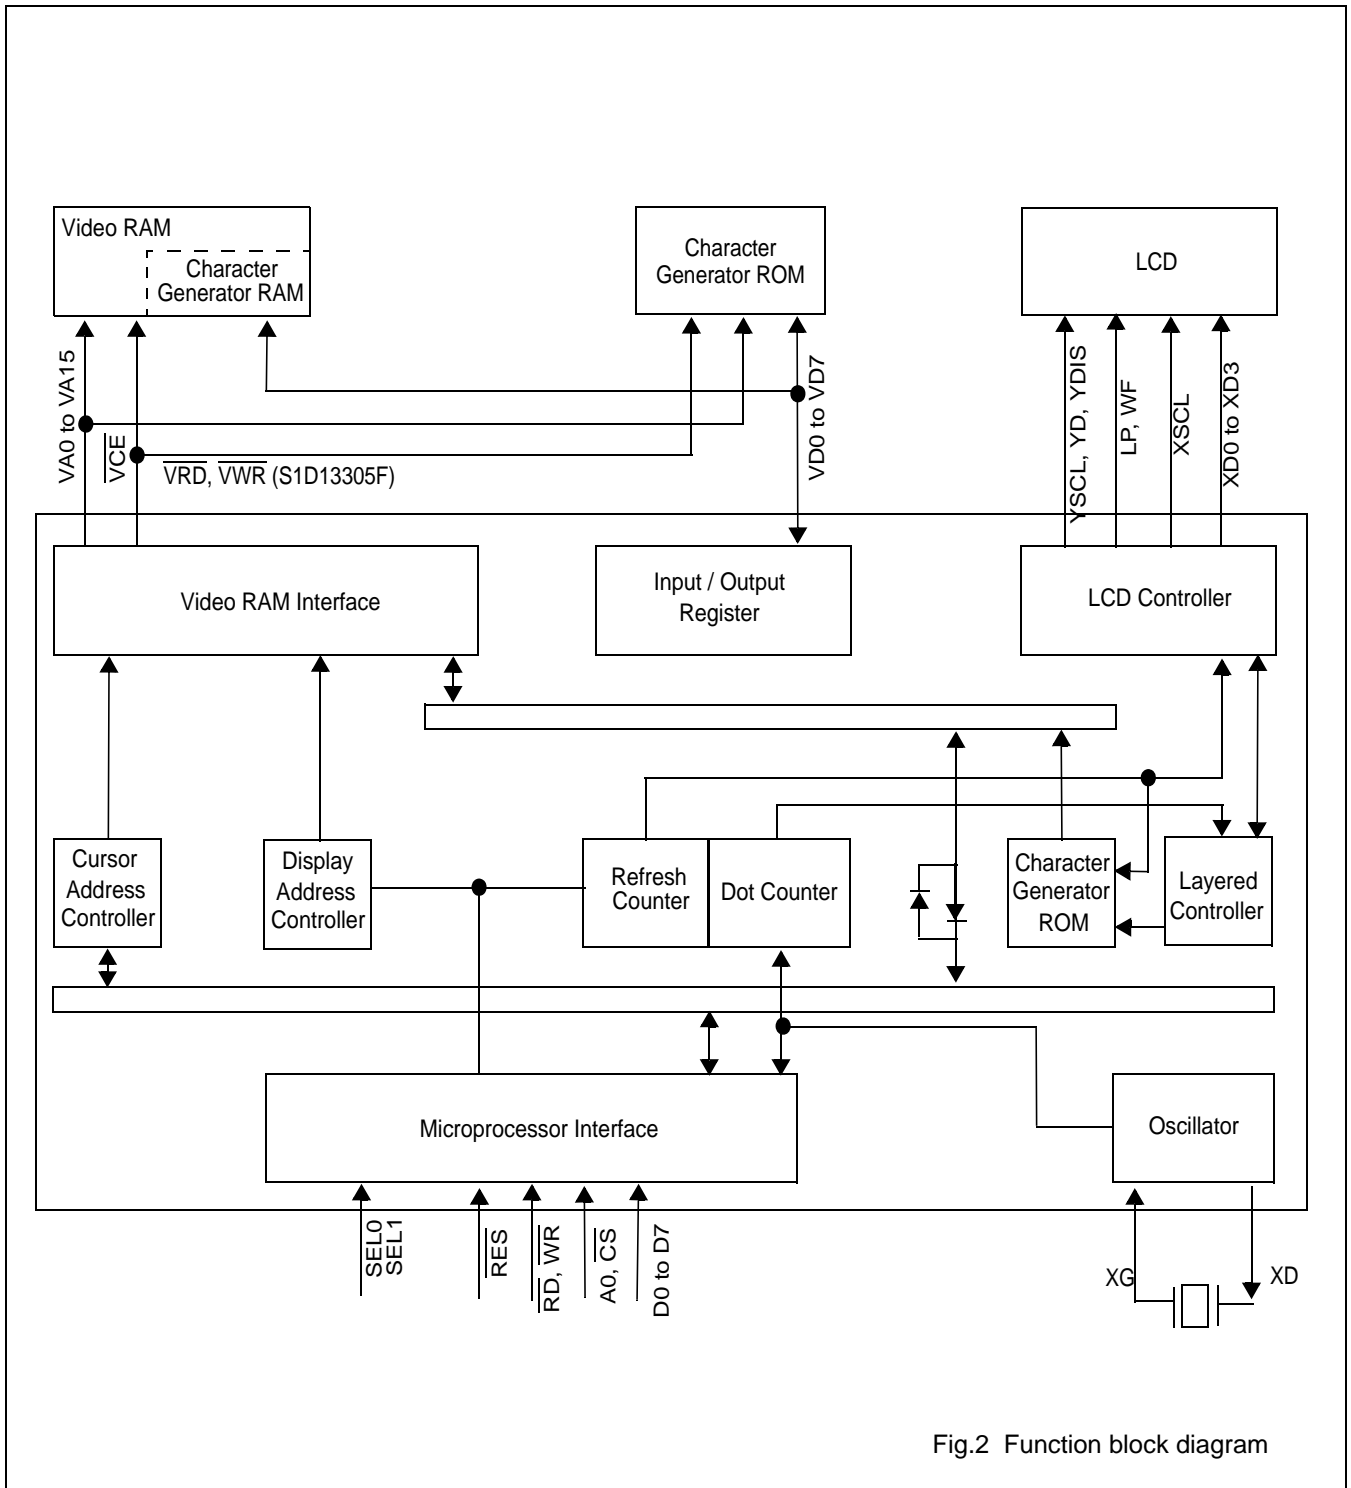 Video RAM
Character
Generator RAM
Character
Generator ROM
LCD
VA0 to VA15
VCE
VRD, VWR (S1D13305F)
VD0 to VD7
YSCL, YD, YDIS
LP, WF
XSCL
XD0 to XD3
Video RAM Interface
Input / Output
Register
LCD Controller
Cursor
Address
Controller
Display
Address
Controller
Refresh
Counter
Dot Counter
Character
Generator
ROM
Layered
Controller
Microprocessor Interface
Oscillator
SEL0
SEL1
RES
RD, WR
A0, CS
D0 to D7
XG
XD
Fig.2 Function block diagram